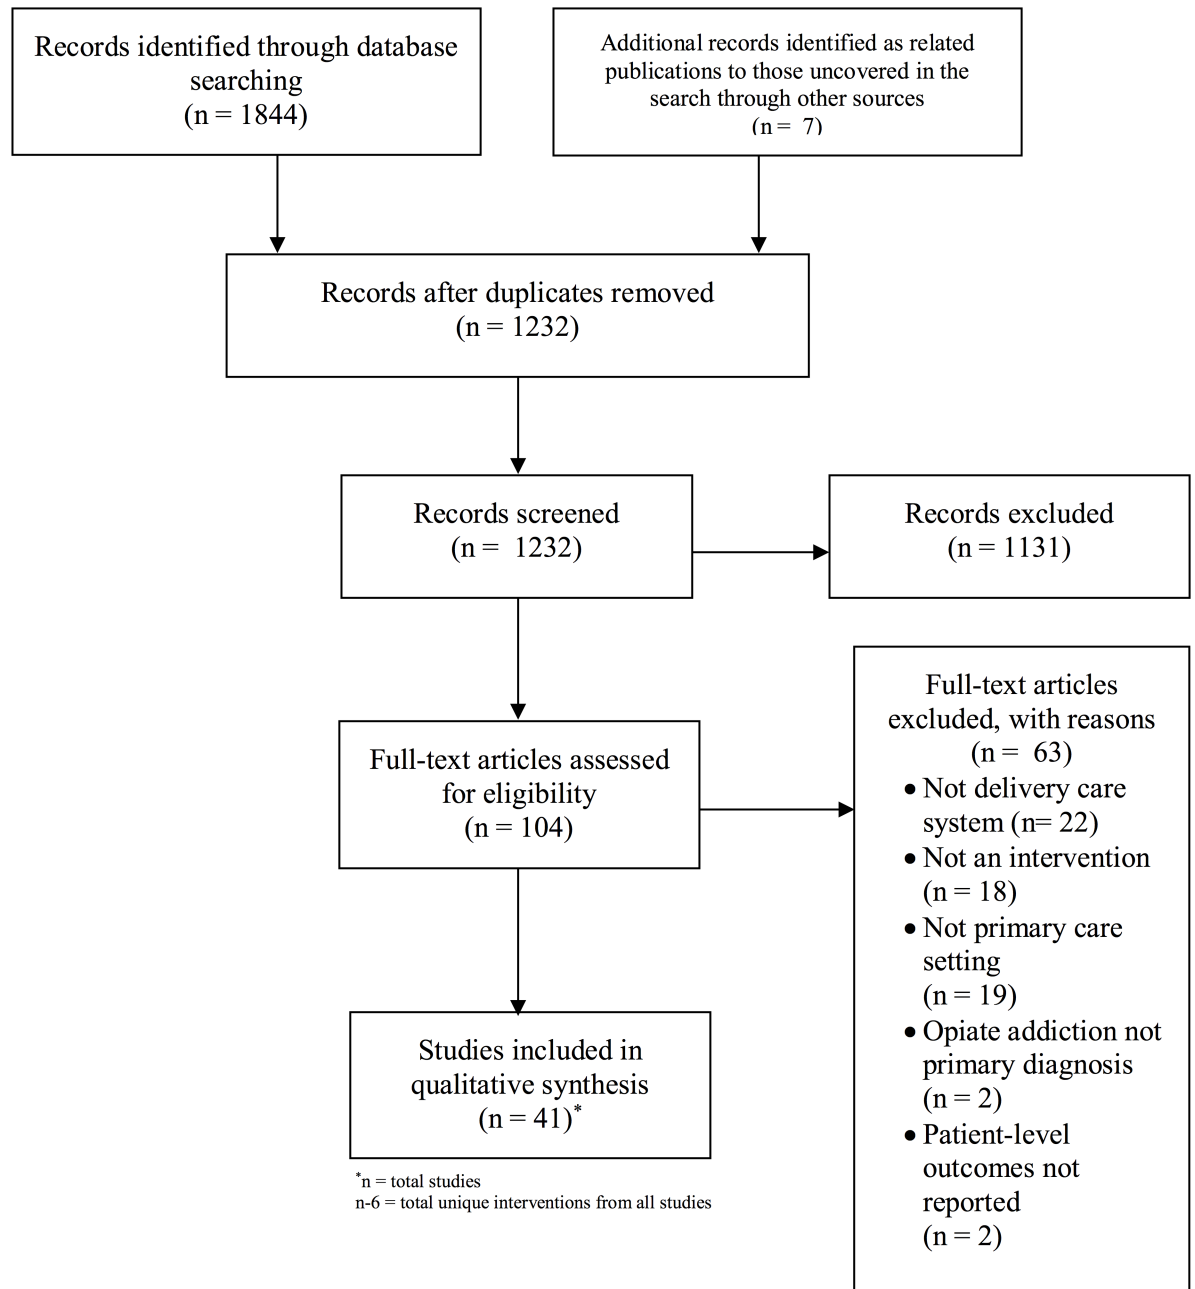 Records identified through database
searching
(n = 1844)
Additional records identified as related
publications to those uncovered in the
search through other sources
(n = 7)
Records after duplicates removed
(n = 1232)
Records screened
(n = 1232)
Records excluded
(n = 1131)
Full-text articles assessed
for eligibility
(n = 104)
Full-text articles
excluded, with reasons
(n = 63)
• Not delivery care
system (n= 22)
• Not an intervention
(n = 18)
• Not primary care
setting
(n = 19)
• Opiate addiction not
primary diagnosis
(n = 2)
• Patient-level
outcomes not
reported
(n = 2)
Studies included in
qualitative synthesis
(n = 41)*
*n = total studies
n-6 = total unique interventions from all studies